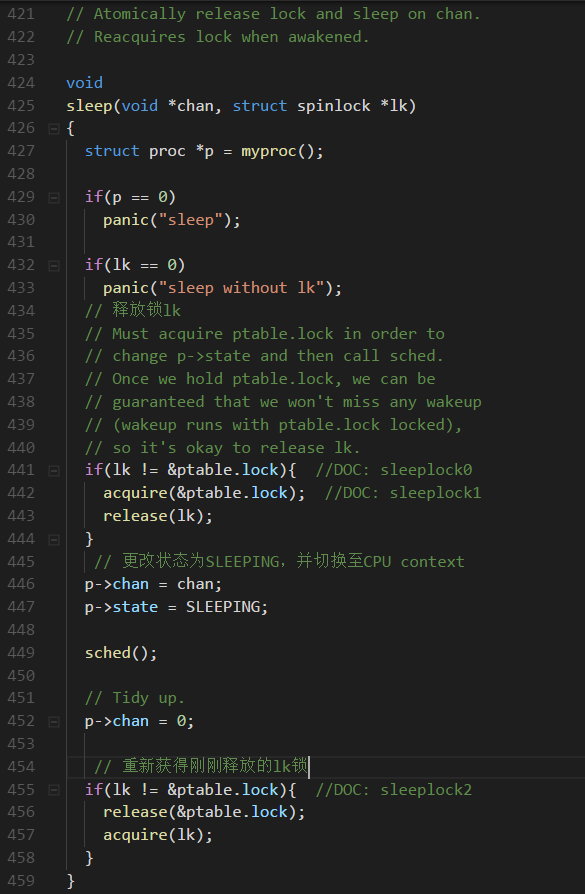 421 // Atomically release lock and sleep on chan.
422 // Reacquires lock when awakened.
423
424 void
425 sleep(void *chan, struct spinlock *lk)
426 {
427   struct proc *p = myproc();
428
429   if(p == 0)
430     panic("sleep");
431
432   if(lk == 0)
433     panic("sleep without lk");
434   // 释放锁lk
435   // Must acquire ptable.lock in order to
436   // change p->state and then call sched.
437   // Once we hold ptable.lock, we can be
438   // guaranteed that we won't miss any wakeup
439   // (wakeup runs with ptable.lock locked),
440   // so it's okay to release lk.
441   if(lk != &ptable.lock){  //DOC: sleeplock0
442     acquire(&ptable.lock);  //DOC: sleeplock1
443     release(lk);
444   }
445    // 更改状态为SLEEPING，并切换至CPU context
446   p->chan = chan;
447   p->state = SLEEPING;
448
449   sched();
450
451   // Tidy up.
452   p->chan = 0;
453
454    // 重新获得刚刚释放的lk锁
455   if(lk != &ptable.lock){  //DOC: sleeplock2
456     release(&ptable.lock);
457     acquire(lk);
458   }
459 }